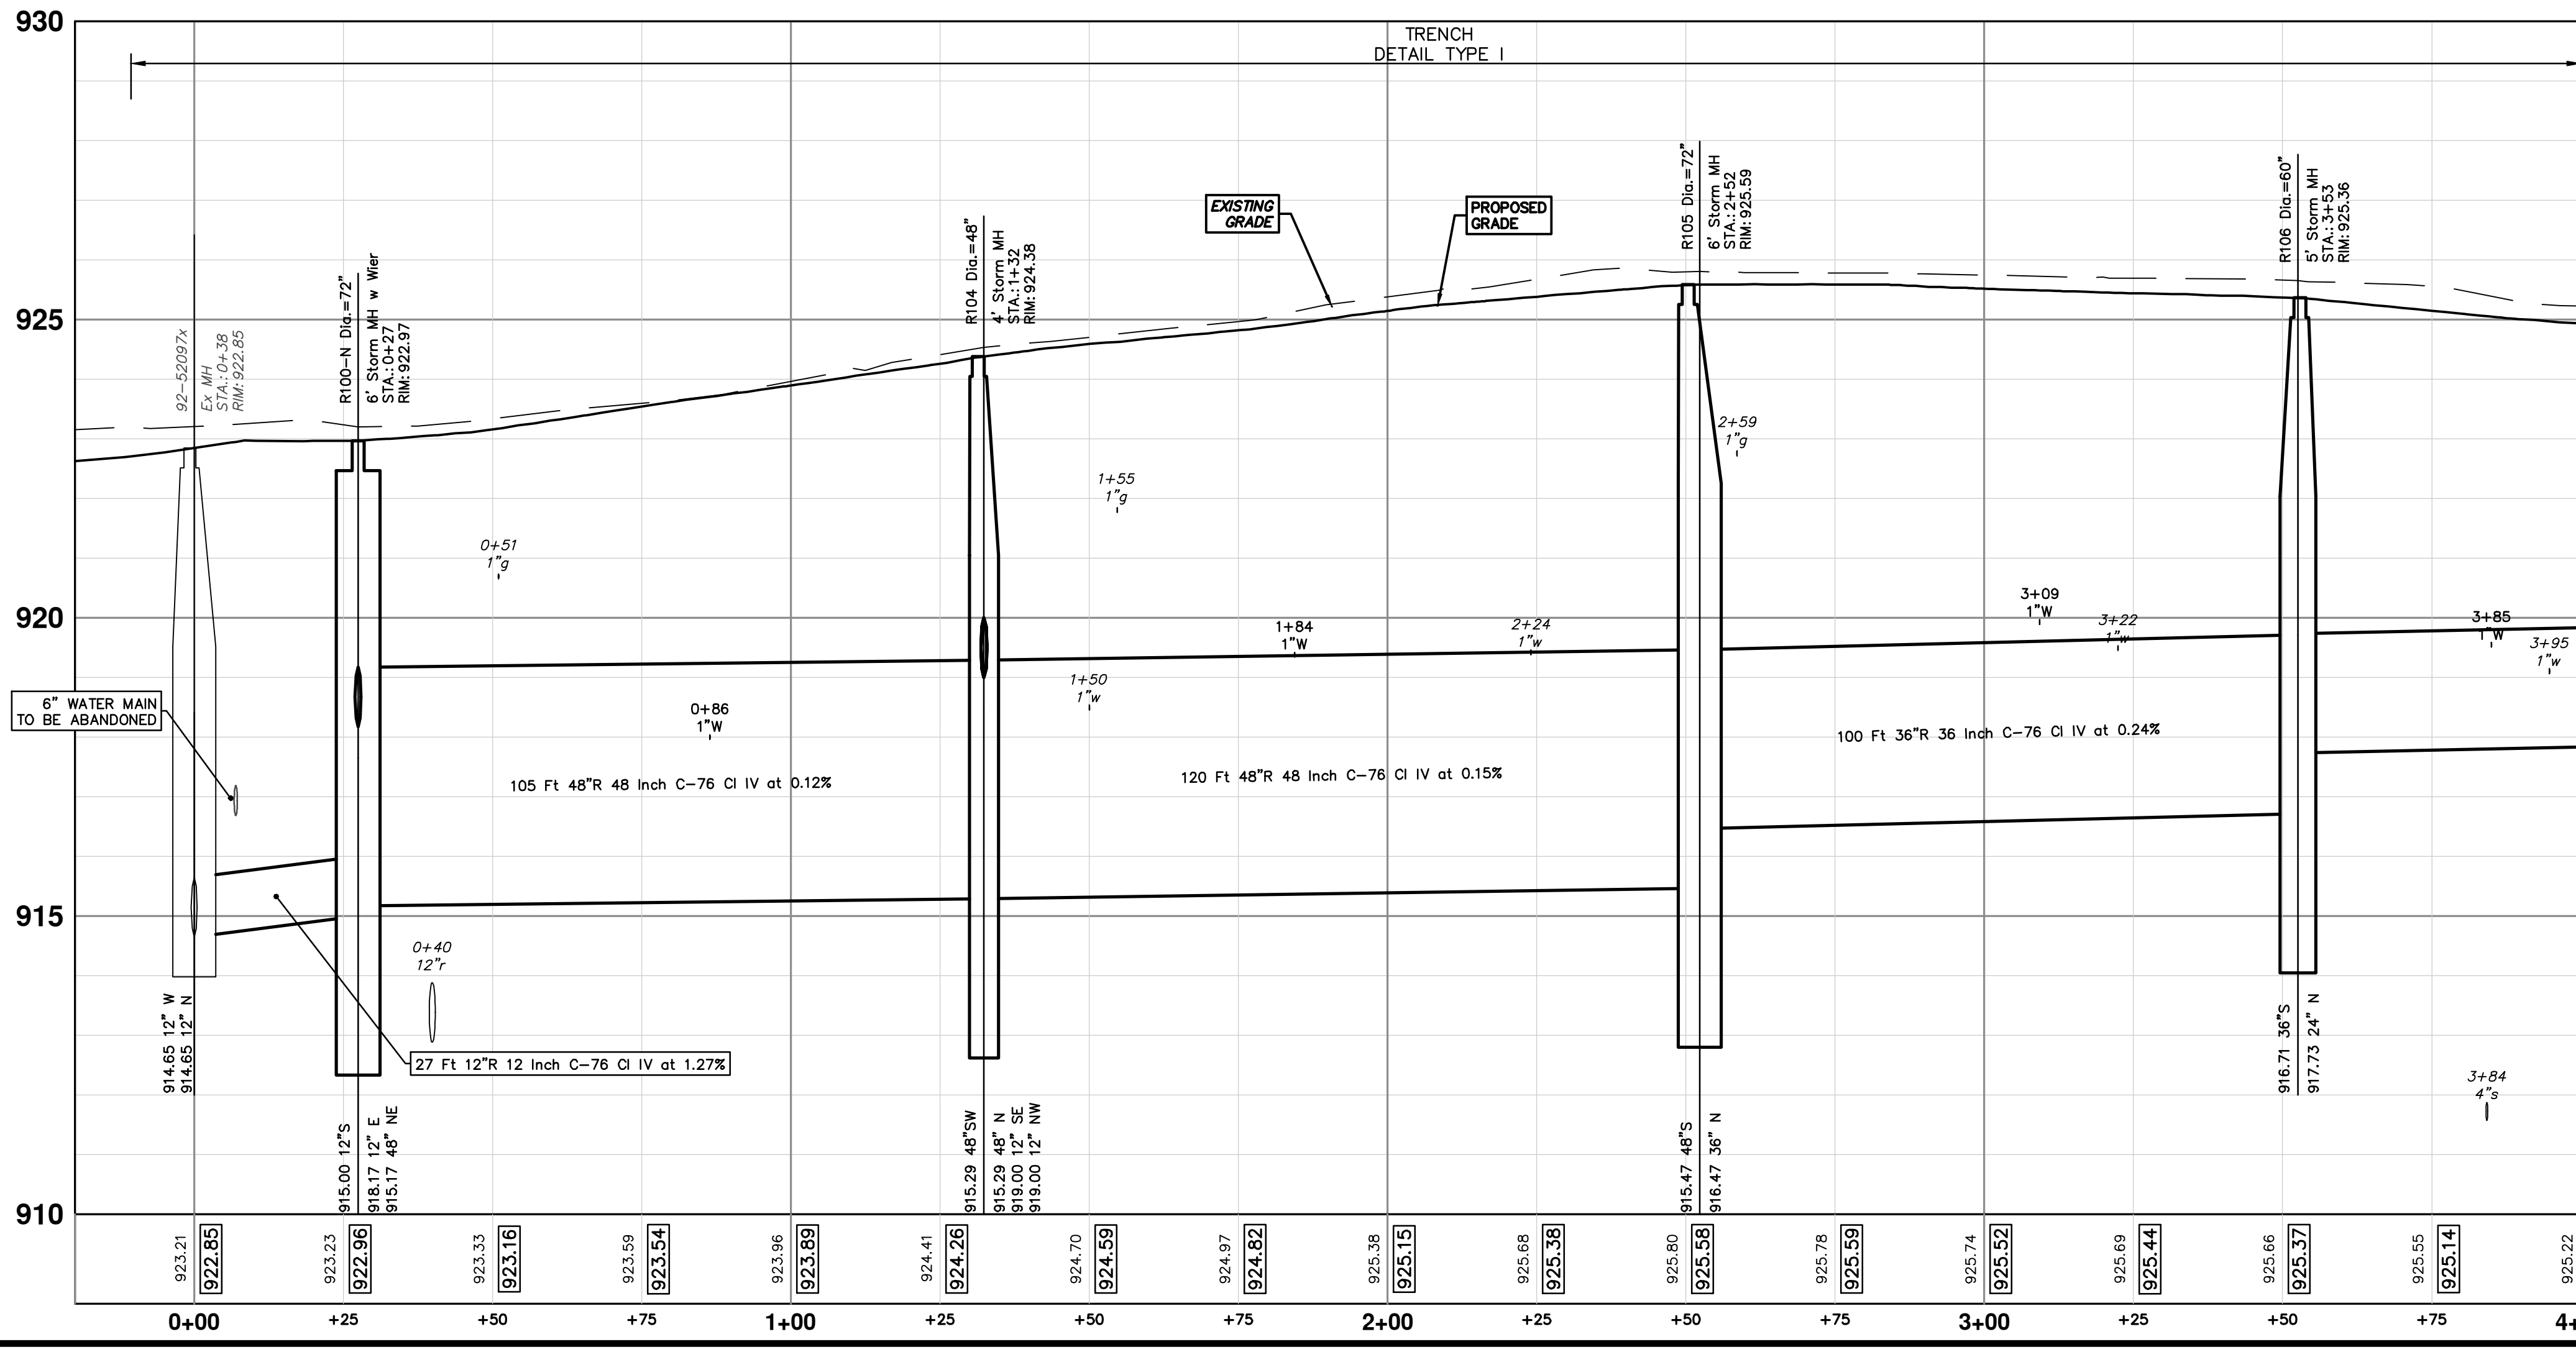 930
TRENCH
DETAIL TYPE I
925
920
915
910
EXISTING
GRADE
PROPOSED
GRADE
92-52097x
Ex MH
STA.: 0+38
RIM: 922.85
R100-N Dia.=72"
6' Storm MH w Wier
STA.: 0+27
RIM: 922.97
R104 Dia.=48"
4' Storm MH
STA.: 1+32
RIM: 924.38
R105 Dia.=72"
6' Storm MH
STA.: 2+52
RIM: 925.59
R106 Dia.=60"
5' Storm MH
STA.: 3+53
RIM: 925.36
2+59
1"g
1+55
1"g
0+51
1"g
3+09
1"W
3+22
1"w
3+85
1"W
3+95
1"w
1+84
1"W
2+24
1"w
1+50
1"w
0+86
1"W
6" WATER MAIN
TO BE ABANDONED
105 Ft 48"R 48 Inch C-76 Cl IV at 0.12%
120 Ft 48"R 48 Inch C-76 Cl IV at 0.15%
100 Ft 36"R 36 Inch C-76 Cl IV at 0.24%
0+40
12"r
27 Ft 12"R 12 Inch C-76 Cl IV at 1.27%
3+84
4"s
914.65 12" W
914.65 12" N
915.00 12"S
918.17 12" E
915.17 48" NE
915.29 48"SW
915.29 48" N
919.00 12" SE
919.00 12" NW
915.47 48"S
916.47 36" N
916.71 36"S
917.73 24" N
923.21 922.85 923.23 922.96 923.33 923.16 923.59 923.54 923.96 923.89 924.41 924.26 924.70 924.59 924.97 924.82 925.38 925.15 925.68 925.38 925.80 925.58 925.78 925.59 925.74 925.52 925.69 925.44 925.66 925.37 925.55 925.14 925.22
0+00 +25 +50 +75 1+00 +25 +50 +75 2+00 +25 +50 +75 3+00 +25 +50 +75 4+